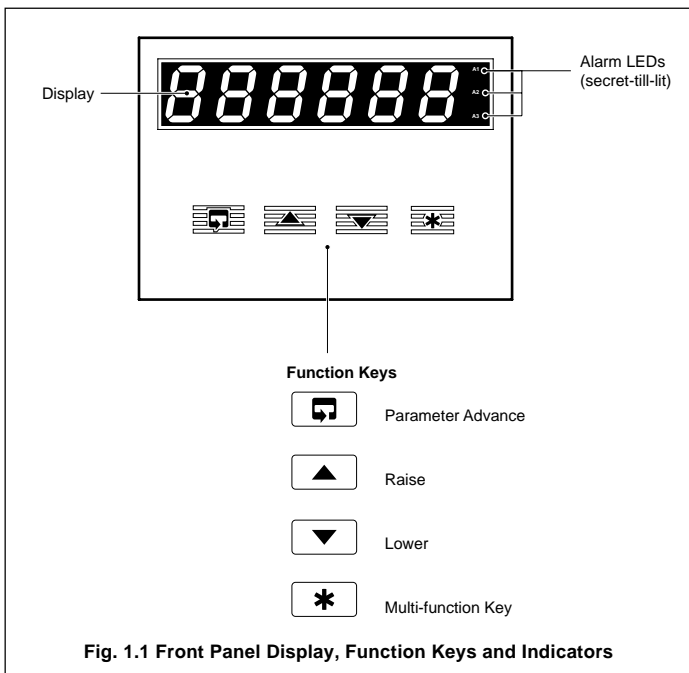 888888
A1
A2
A3
Display
Alarm LEDs
(secret-till-lit)
Function Keys
Parameter Advance
Raise
Lower
Multi-function Key
Fig. 1.1 Front Panel Display, Function Keys and Indicators